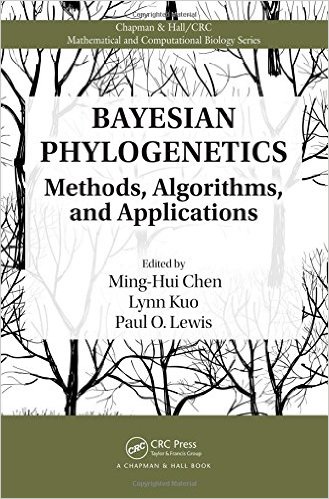 Chapman & Hall/CRC
Mathematical and Computational Biology Series
BAYESIAN
PHYLOGENETICS
Methods, Algorithms,
and Applications
Edited by
Ming-Hui Chen
Lynn Kuo
Paul O. Lewis
CRC
CRC Press
Taylor & Francis Group
A CHAPMAN & HALL BOOK